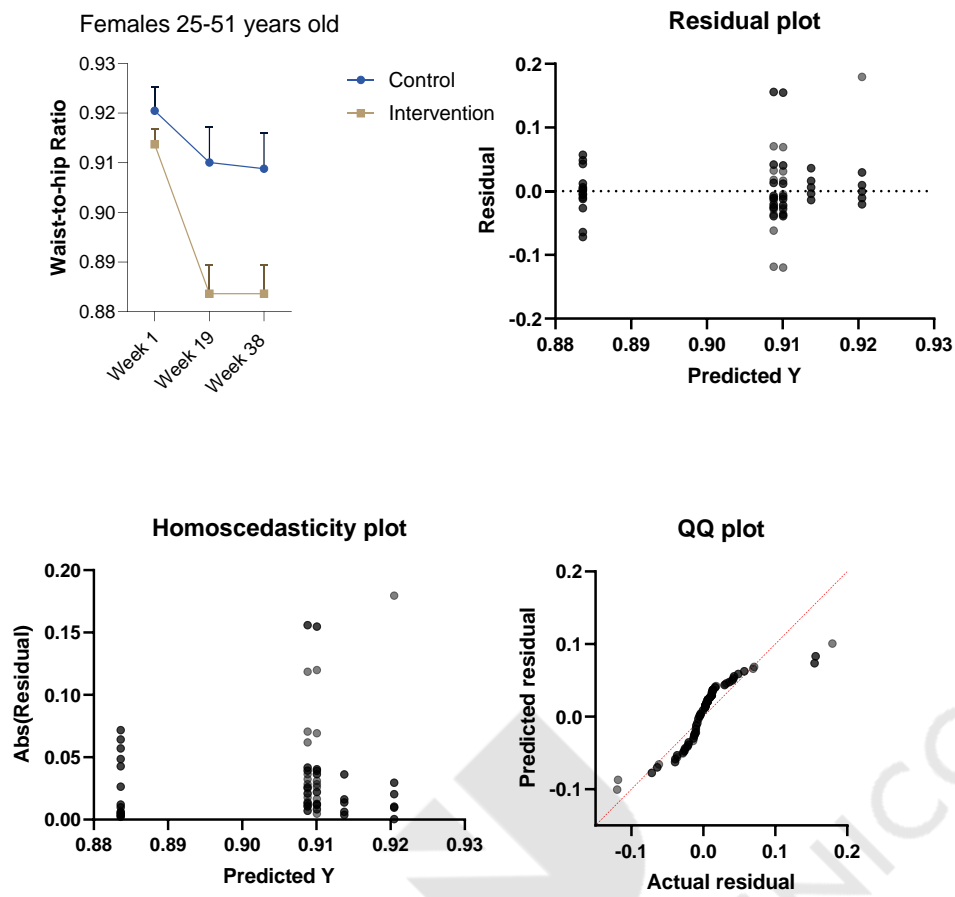 Females 25-51 years old
0.93
0.92
0.91
0.90
0.89
0.88
Waist-to-hip Ratio
Week 1
Week 19
Week 38
Control
Intervention
Residual plot
0.2
0.1
0.0
-0.1
-0.2
Residual
0.88
0.89
0.90
0.91
0.92
0.93
Predicted Y
Homoscedasticity plot
0.20
0.15
0.10
0.05
0.00
Abs(Residual)
0.88
0.89
0.90
0.91
0.92
0.93
Predicted Y
QQ plot
0.2
0.1
0.0
-0.1
Predicted residual
-0.1
0.0
0.1
0.2
Actual residual